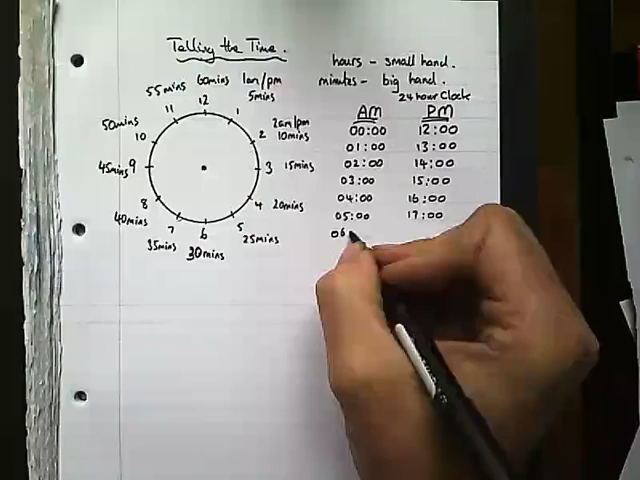 Telling the Time.
hours - small hand.
minutes - big hand.
24 hour Clock
AM PM
00:00 12:00
01:00 13:00
02:00 14:00
03:00 15:00
04:00 16:00
05:00 17:00
06
60mins
12
1am/pm
5mins
1
2am/pm
10mins
2
3 15mins
4 20mins
5
25mins
6
30mins
7
35mins
8
40mins
45mins 9
50mins
10
55mins
11